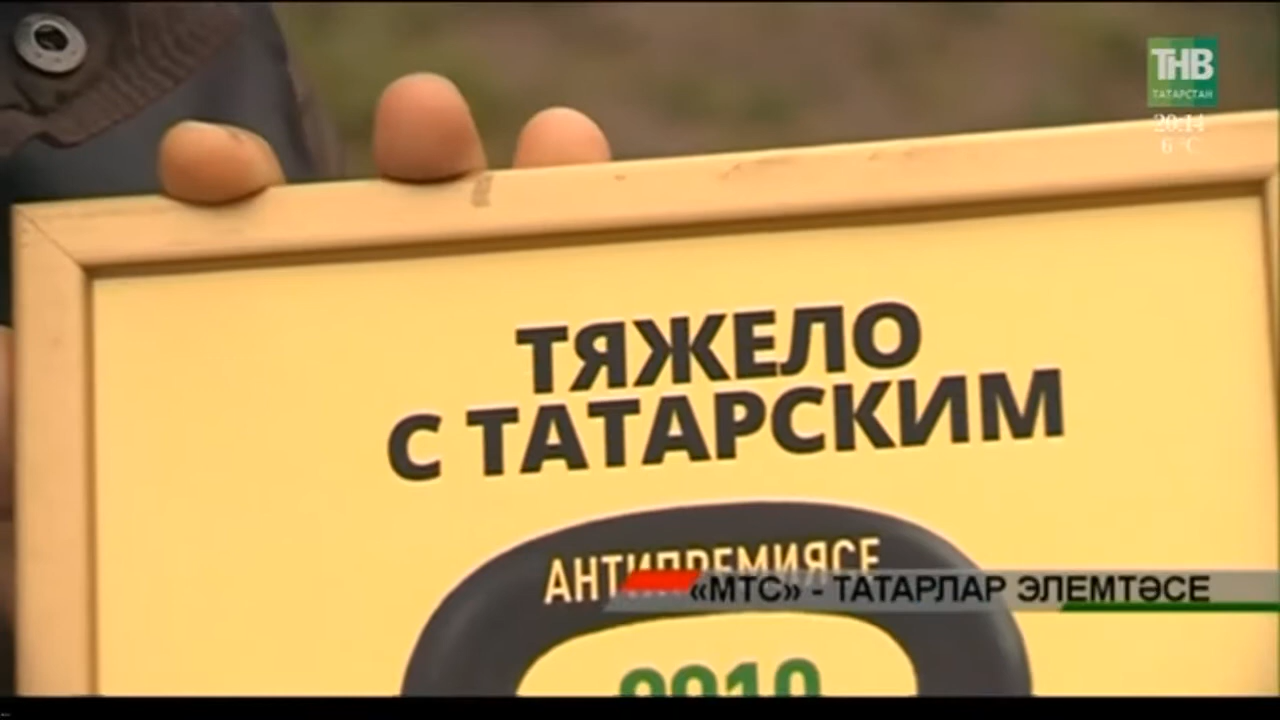 ТНВ
ТАТАРСТАН
20:14
6 °C
ТЯЖЕЛО
С ТАТАРСКИМ
АНТИПРЕМИЯСЕ
«МТС» - ТАТАРЛАР ЭЛЕМТӘСЕ